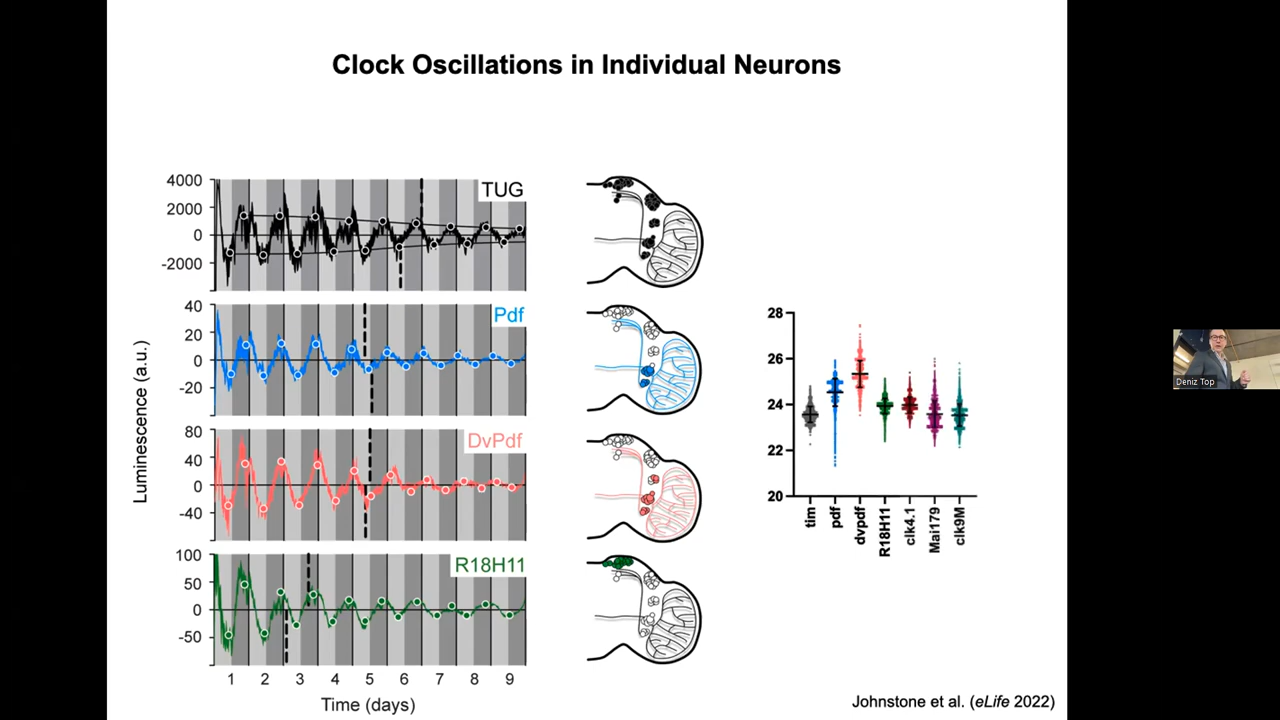 Clock Oscillations in Individual Neurons
Luminescence (a.u.)
4000
2000
0
-2000
TUG
40
20
0
-20
Pdf
80
40
0
-40
DvPdf
100
50
0
-50
R18H11
1 2 3 4 5 6 7 8 9
Time (days)
28
26
24
22
20
tim
pdf
dvpdf
R18H11
clk4.1
Mai179
clk9M
Deniz Top
Johnstone et al. (eLife 2022)